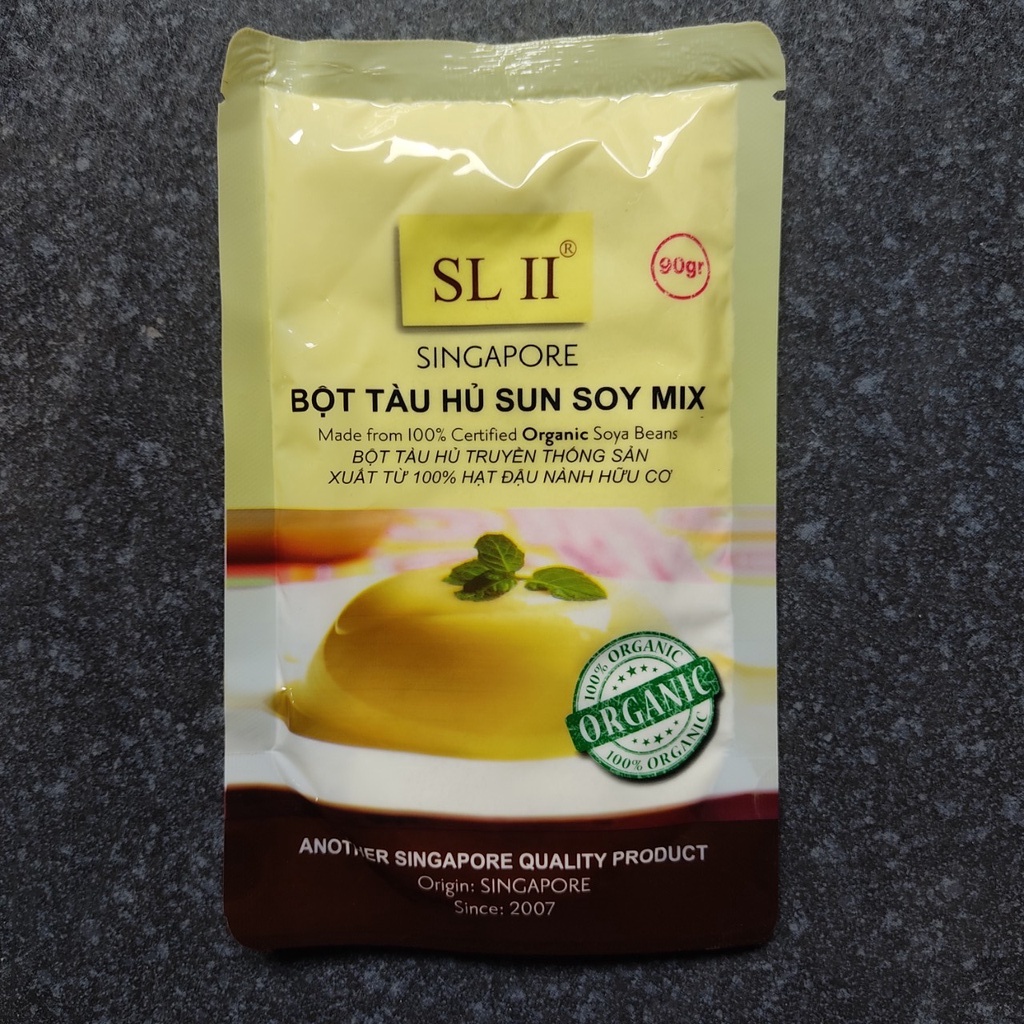 SL II®
90gr
SINGAPORE
BỘT TÀU HỦ SUN SOY MIX
Made from 100% Certified Organic Soya Beans
BỘT TÀU HỦ TRUYỀN THỐNG SẢN
XUẤT TỪ 100% HẠT ĐẬU NÀNH HỮU CƠ
100% ORGANIC
ORGANIC
100% ORGANIC
ANOTHER SINGAPORE QUALITY PRODUCT
Origin: SINGAPORE
Since: 2007